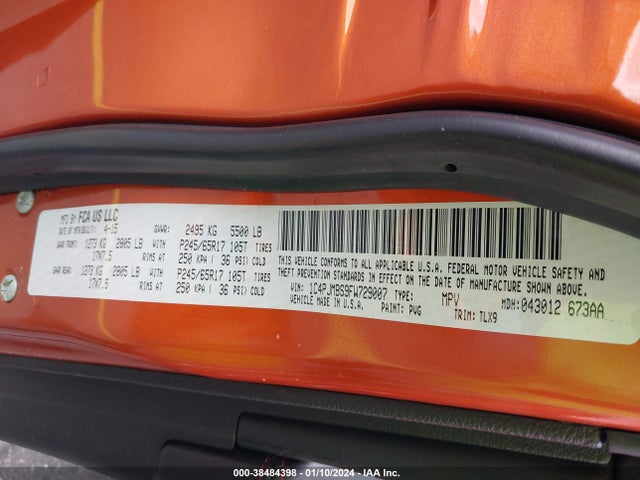 MFD BY FCA US LLC
DATE OF MFR/BUILT: 4-15 GVWR: 2495 KG 5500 LB
GAWR FRONT: 1273 KG 2805 LB WITH P245/65R17 105T TIRES
17X7.5 RIMS AT 250 KPA ( 36 PSI) COLD
GAWR REAR: 1273 KG 2805 LB WITH P245/65R17 105T TIRES
17X7.5 RIMS AT 250 KPA ( 36 PSI) COLD
THIS VEHICLE CONFORMS TO ALL APPLICABLE U.S.A. FEDERAL MOTOR VEHICLE SAFETY AND
THEFT PREVENTION STANDARDS IN EFFECT ON THE DATE OF MANUFACTURE SHOWN ABOVE.
VIN: 1C4PJMBS9FW729007 TYPE: MPV MDH: 043012 673AA
VEHICLE MADE IN U.S.A. PAINT: PVG TRIM: TLX9
000-38484398 - 01/10/2024 - IAA Inc.